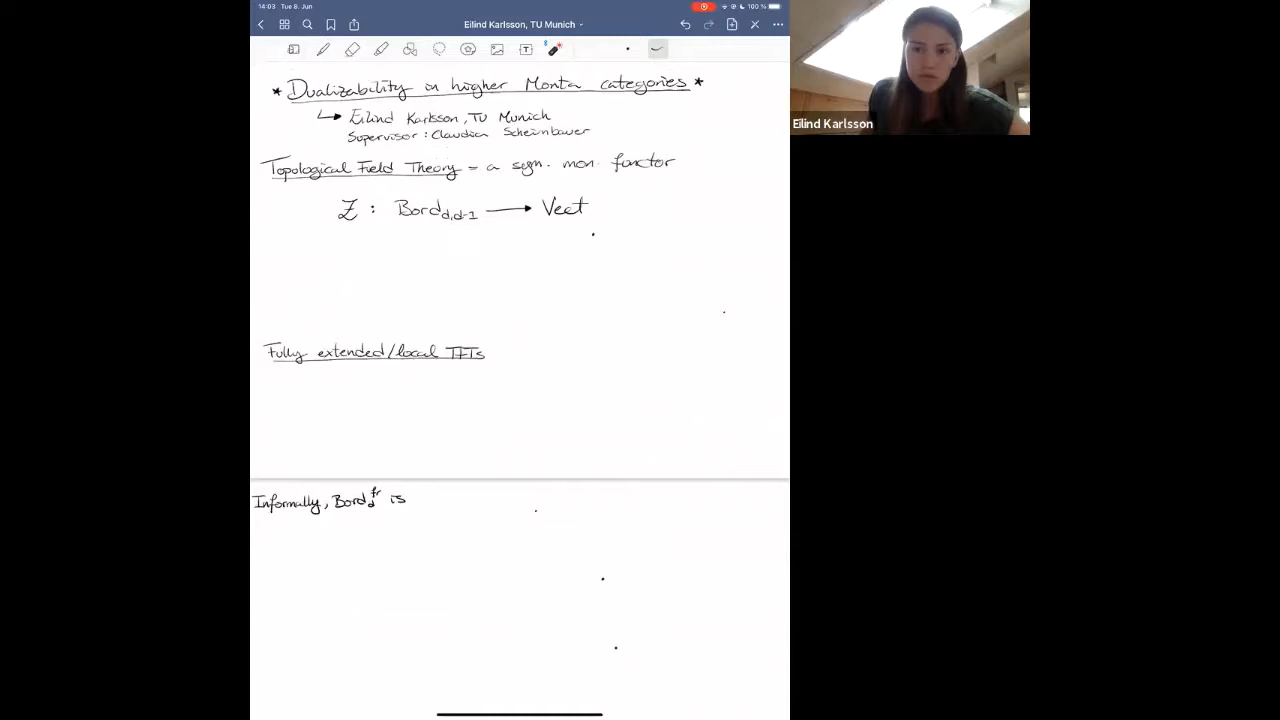 14:03 Tue 8. Jun
100 %
Eilind Karlsson, TU Munich
* Dualizability in higher Morita categories *
↳ Eilind Karlsson, TU Munich
Supervisor: Claudia Scheimbauer
Topological Field Theory = a sym. mon. functor
Z : Bord_{d,d-1} → Vect
Fully extended/local TFTs
Informally, Bord_d^{fr} is
Eilind Karlsson